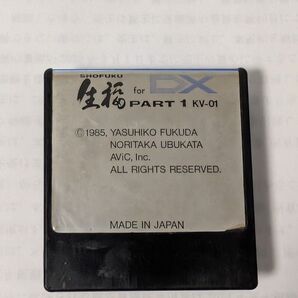 SHOFUKU
生福 for DX
PART 1 KV-01
©1985, YASUHIKO FUKUDA
NORITAKA UBUKATA
AViC, Inc.
ALL RIGHTS RESERVED.
MADE IN JAPAN